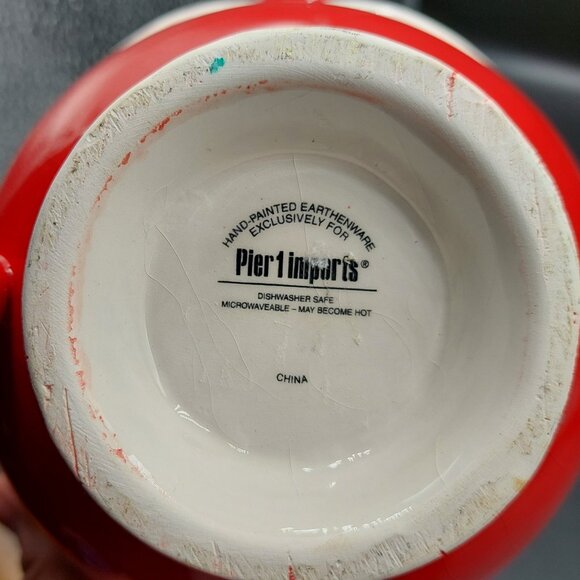 HAND-PAINTED EARTHENWARE
EXCLUSIVELY FOR
Pier 1 imports®
DISHWASHER SAFE
MICROWAVEABLE – MAY BECOME HOT
CHINA